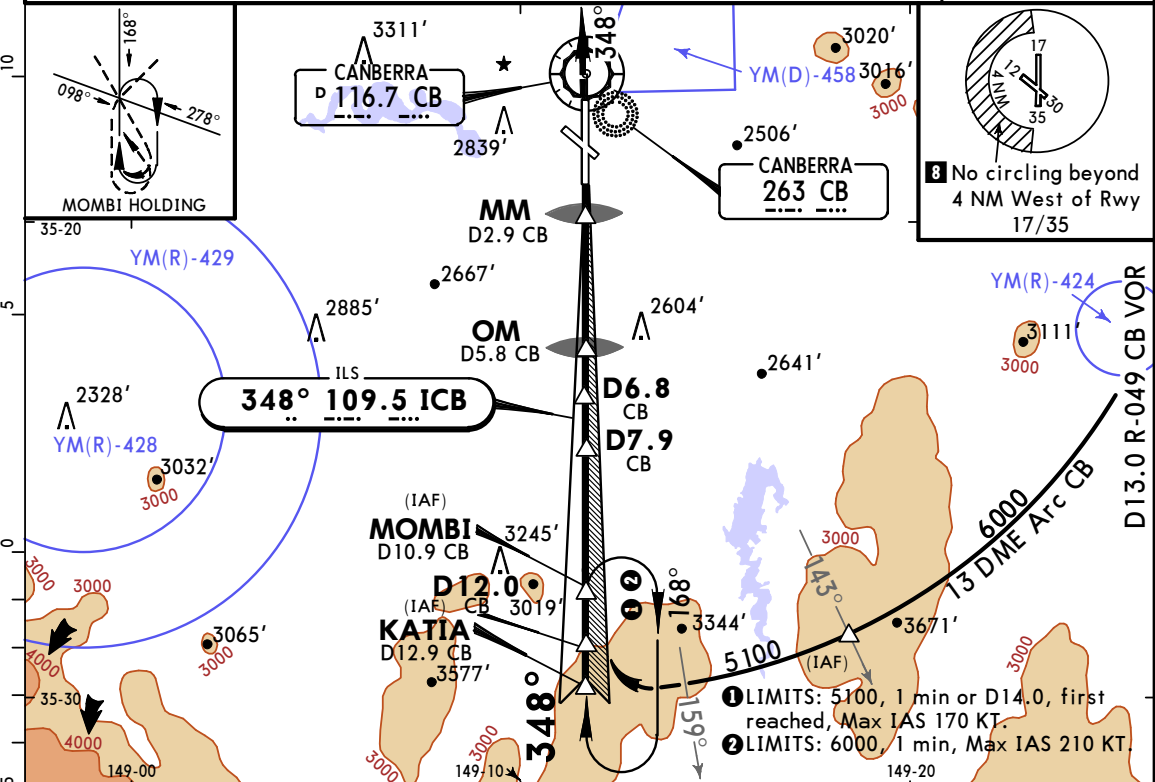 168°
098°
278°
MOMBI HOLDING
35-20
3311'
CANBERRA
D 116.7 CB
2839'
348°
YM(D)-458
3020'
3016'
3000
2506'
CANBERRA
263 CB
17
12
30
35
4 NM
8 No circling beyond
4 NM West of Rwy
17/35
10
5
0
5
YM(R)-429
MM
D2.9 CB
2667'
2885'
OM
D5.8 CB
2604'
2641'
YM(R)-424
3111'
3000
D13.0 R-049 CB VOR
ILS
348° 109.5 ICB
D6.8
CB
D7.9
CB
2328'
YM(R)-428
3032'
3000
(IAF)
MOMBI
D10.9 CB
3245'
D12.0
CB
3019'
(IAF)
KATIA
D12.9 CB
3577'
1 2
168°
3344'
3000
143°
6000
13 DME Arc CB
3671'
(IAF)
5100
159°
348°
3000
3000
3065'
3000
4000
35-30
4000
3000
3000
3000
1 LIMITS: 5100, 1 min or D14.0, first
reached, Max IAS 170 KT.
2 LIMITS: 6000, 1 min, Max IAS 210 KT.
149-00
149-10
149-20